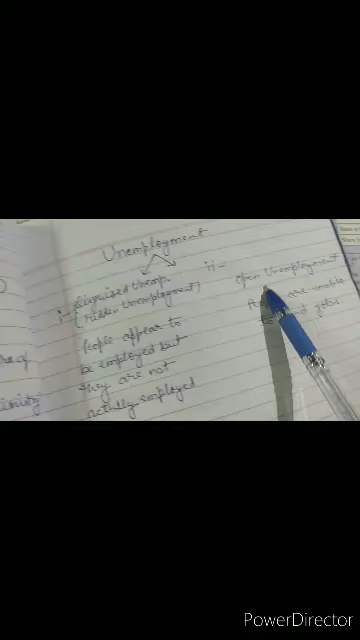 Unemployment
i- Disguised Unemp.
(Hidden Unemployment)
People appear to
be employed but
they are not
actully employed
ii-
Open Unemployment
are unable
jobs
PowerDirector